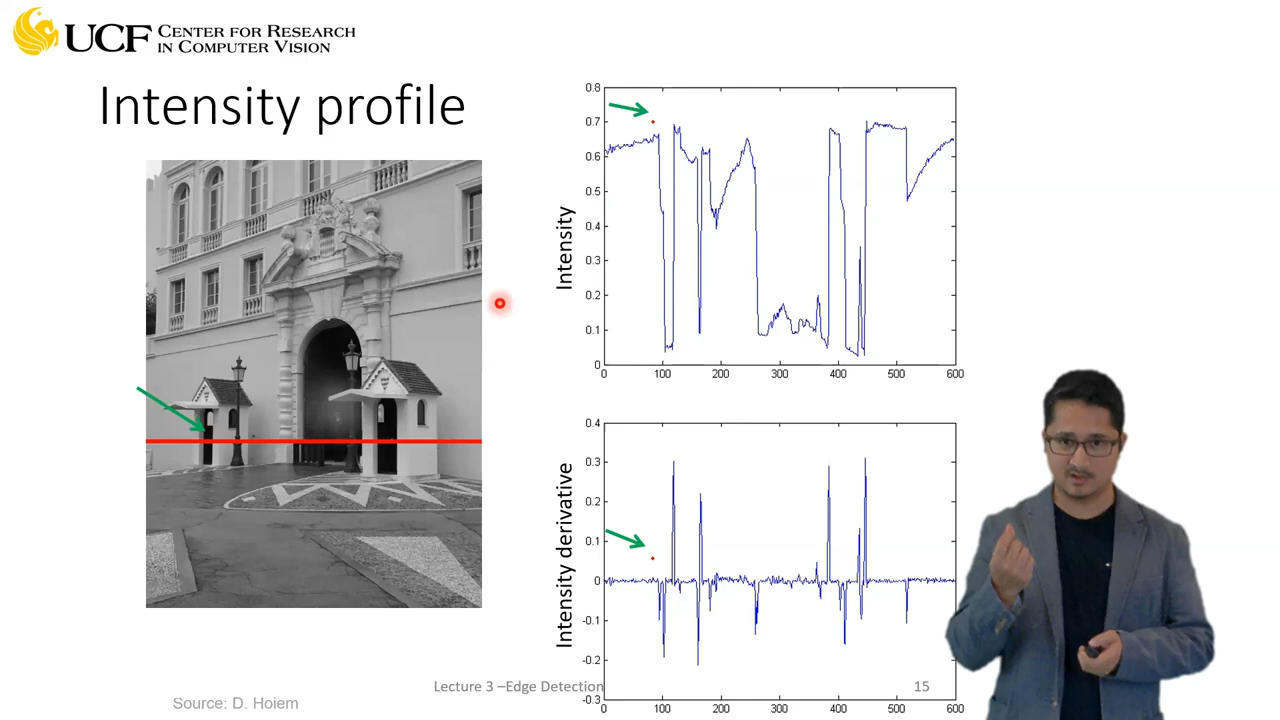 UCF CENTER FOR RESEARCH
IN COMPUTER VISION
Intensity profile
Intensity
0.8
0.7
0.6
0.5
0.4
0.3
0.2
0.1
0
0 100 200 300 400 500 600
Intensity derivative
0.4
0.3
0.2
0.1
0
-0.1
-0.2
-0.3
0 100 200 300 400 500 600
Lecture 3 –Edge Detection
15
Source: D. Hoiem